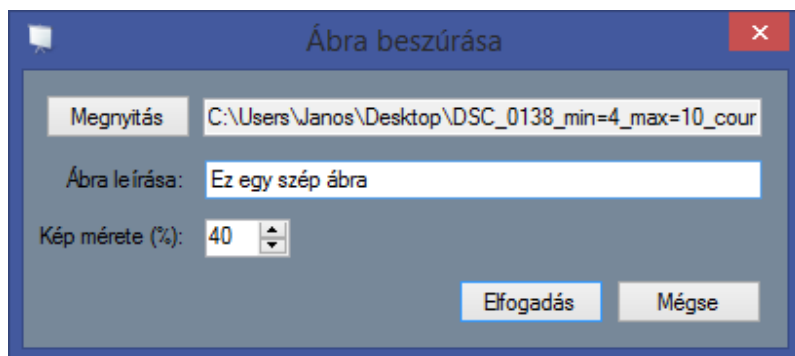 Ábra beszúrása
Megnyitás C:\Users\Janos\Desktop\DSC_0138_min=4_max=10_cour
Ábra leírása: Ez egy szép ábra
Kép mérete (%): 40
Elfogadás Mégse